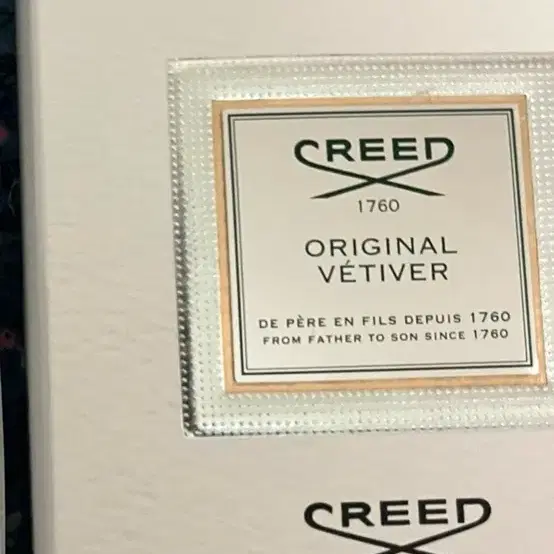 CREED
1760
ORIGINAL
VÉTIVER
DE PÈRE EN FILS DEPUIS 1760
FROM FATHER TO SON SINCE 1760
CREED